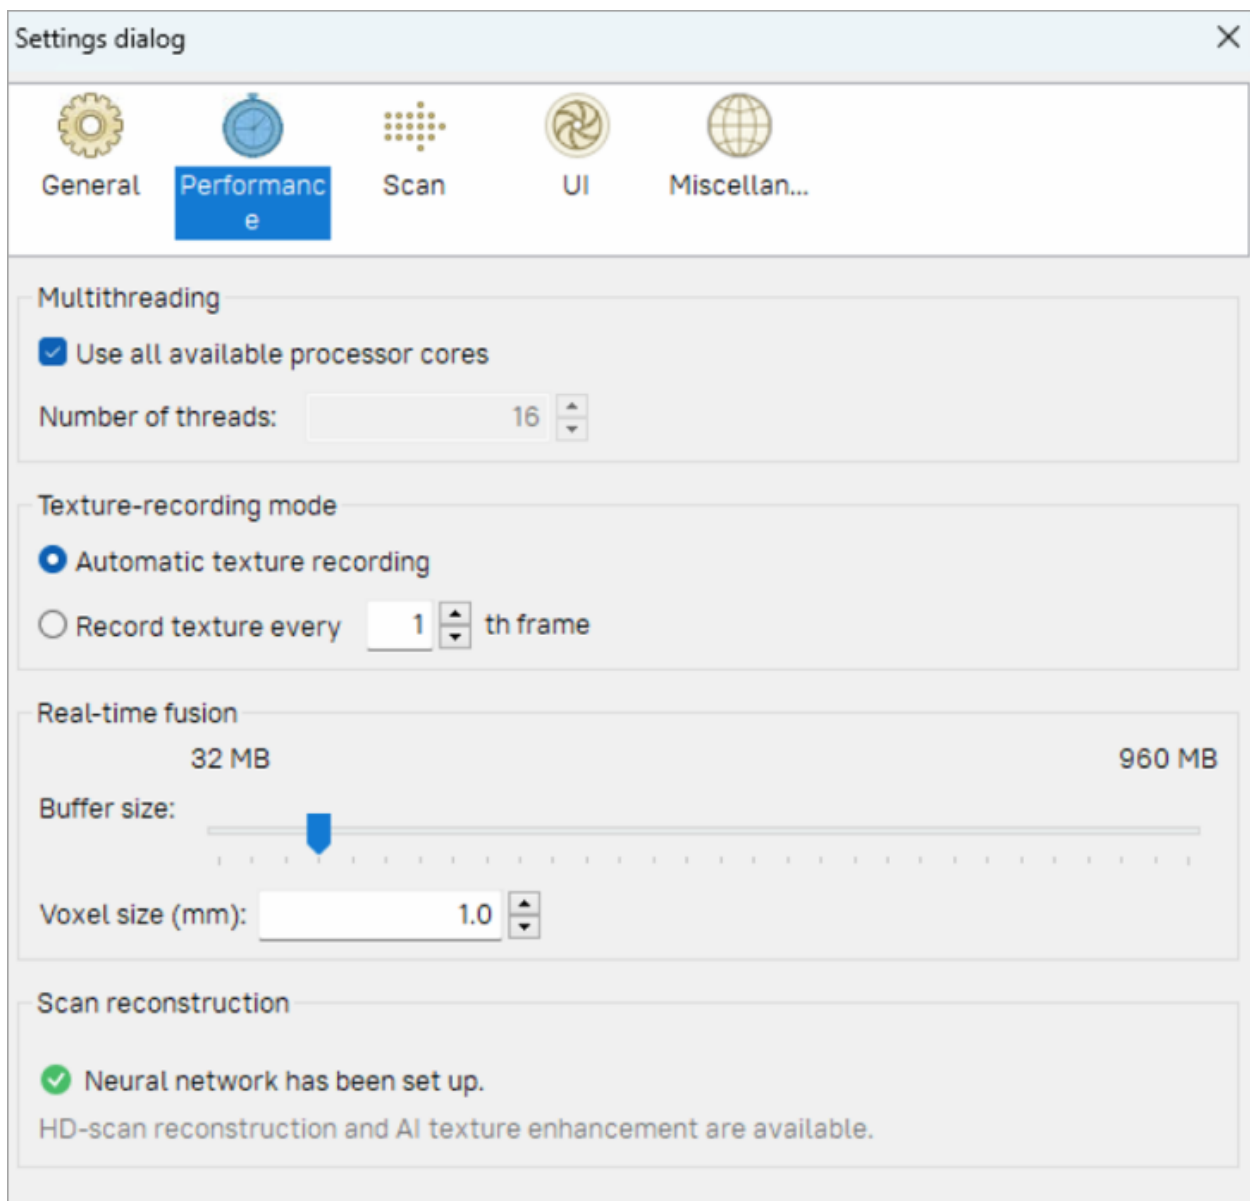 Settings dialog
General
Performanc
e
Scan
UI
Miscellan...
Multithreading
Use all available processor cores
Number of threads: 16
Texture-recording mode
Automatic texture recording
Record texture every 1 th frame
Real-time fusion
32 MB 960 MB
Buffer size:
Voxel size (mm): 1.0
Scan reconstruction
Neural network has been set up.
HD-scan reconstruction and AI texture enhancement are available.